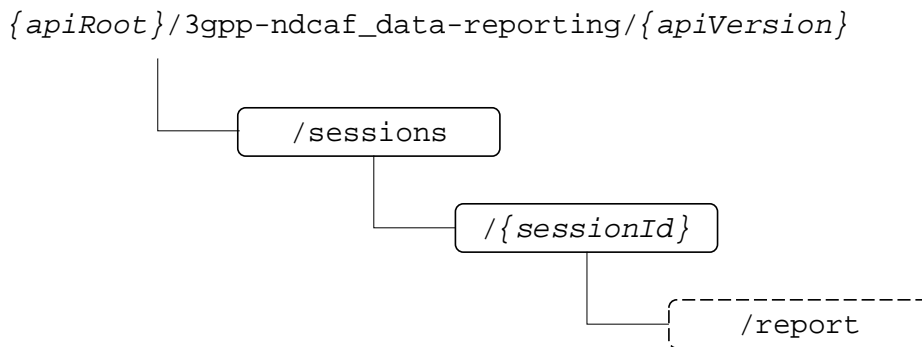 {apiRoot}/3gpp-ndcaf_data-reporting/{apiVersion}
/sessions
/{sessionId}
/report